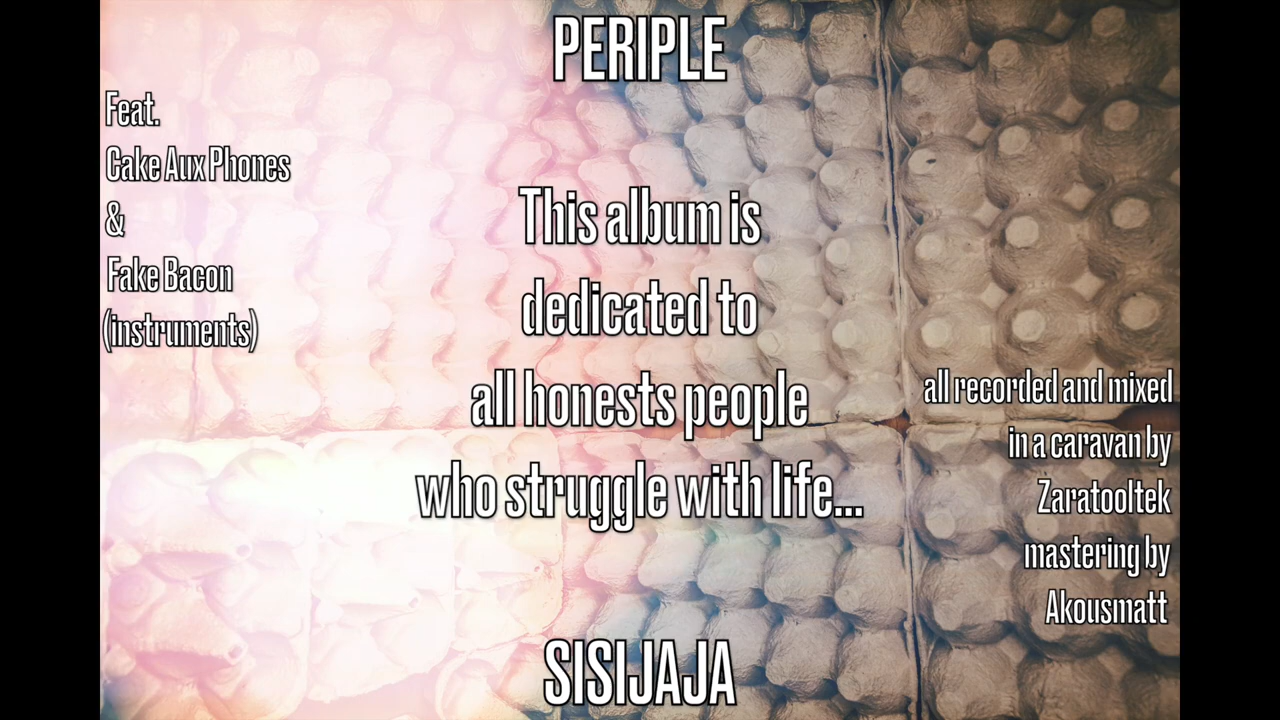 PERIPLE
Feat.
Cake Aux Phones
&
Fake Bacon
(instruments)
This album is
dedicated to
all honests people
who struggle with life...
all recorded and mixed
in a caravan by
Zaratooltek
mastering by
Akousmatt
SISIJAJA